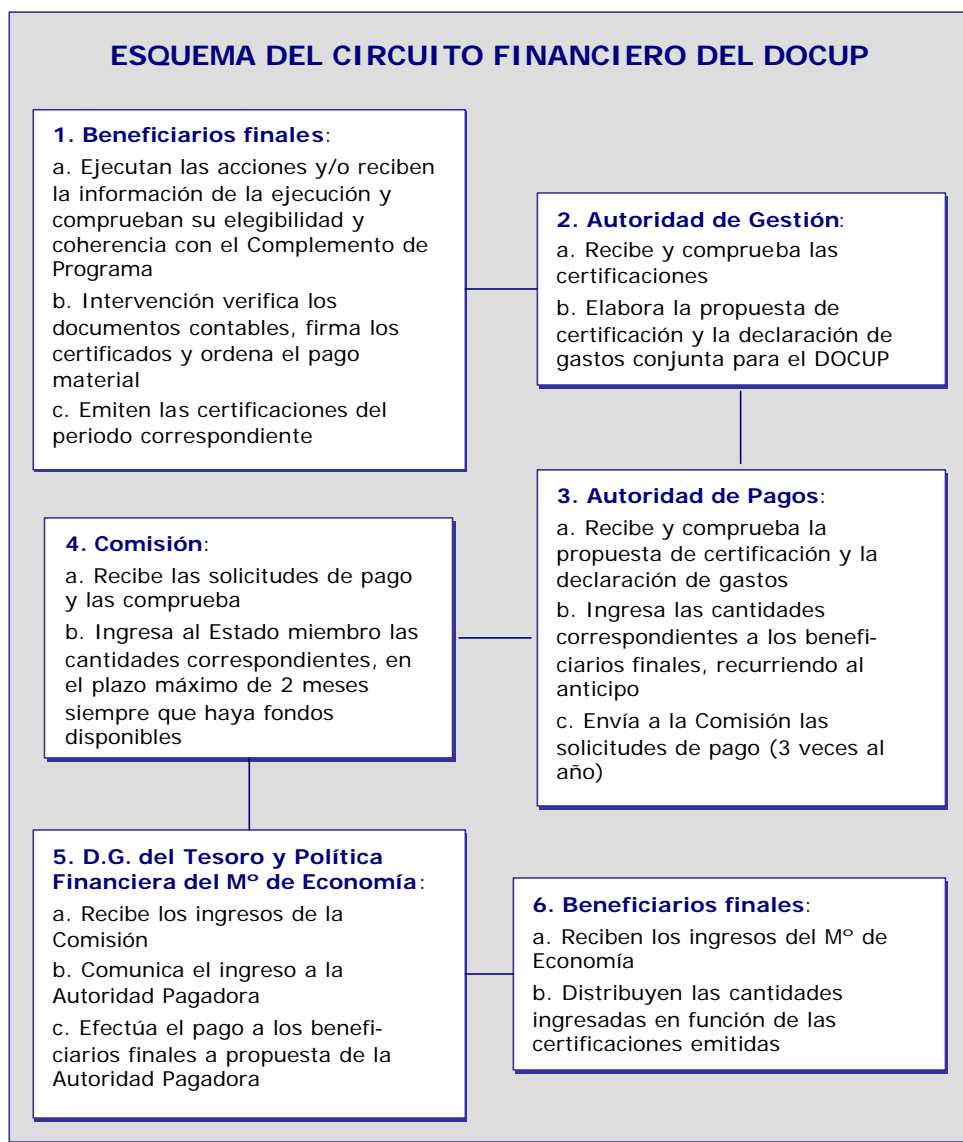 ESQUEMA DEL CIRCUITO FINANCIERO DEL DOCUP
1. Beneficiarios finales:
a. Ejecutan las acciones y/o reciben
la información de la ejecución y
comprueban su elegibilidad y
coherencia con el Complemento de
Programa
b. Intervención verifica los
documentos contables, firma los
certificados y ordena el pago
material
c. Emiten las certificaciones del
periodo correspondiente
2. Autoridad de Gestión:
a. Recibe y comprueba las
certificaciones
b. Elabora la propuesta de
certificación y la declaración de
gastos conjunta para el DOCUP
3. Autoridad de Pagos:
a. Recibe y comprueba la
propuesta de certificación y la
declaración de gastos
b. Ingresa las cantidades
correspondientes a los benefi-
ciarios finales, recurriendo al
anticipo
c. Envía a la Comisión las
solicitudes de pago (3 veces al
año)
4. Comisión:
a. Recibe las solicitudes de pago
y las comprueba
b. Ingresa al Estado miembro las
cantidades correspondientes, en
el plazo máximo de 2 meses
siempre que haya fondos
disponibles
5. D.G. del Tesoro y Política
Financiera del Mº de Economía:
a. Recibe los ingresos de la
Comisión
b. Comunica el ingreso a la
Autoridad Pagadora
c. Efectúa el pago a los benefi-
ciarios finales a propuesta de la
Autoridad Pagadora
6. Beneficiarios finales:
a. Reciben los ingresos del Mº de
Economía
b. Distribuyen las cantidades
ingresadas en función de las
certificaciones emitidas